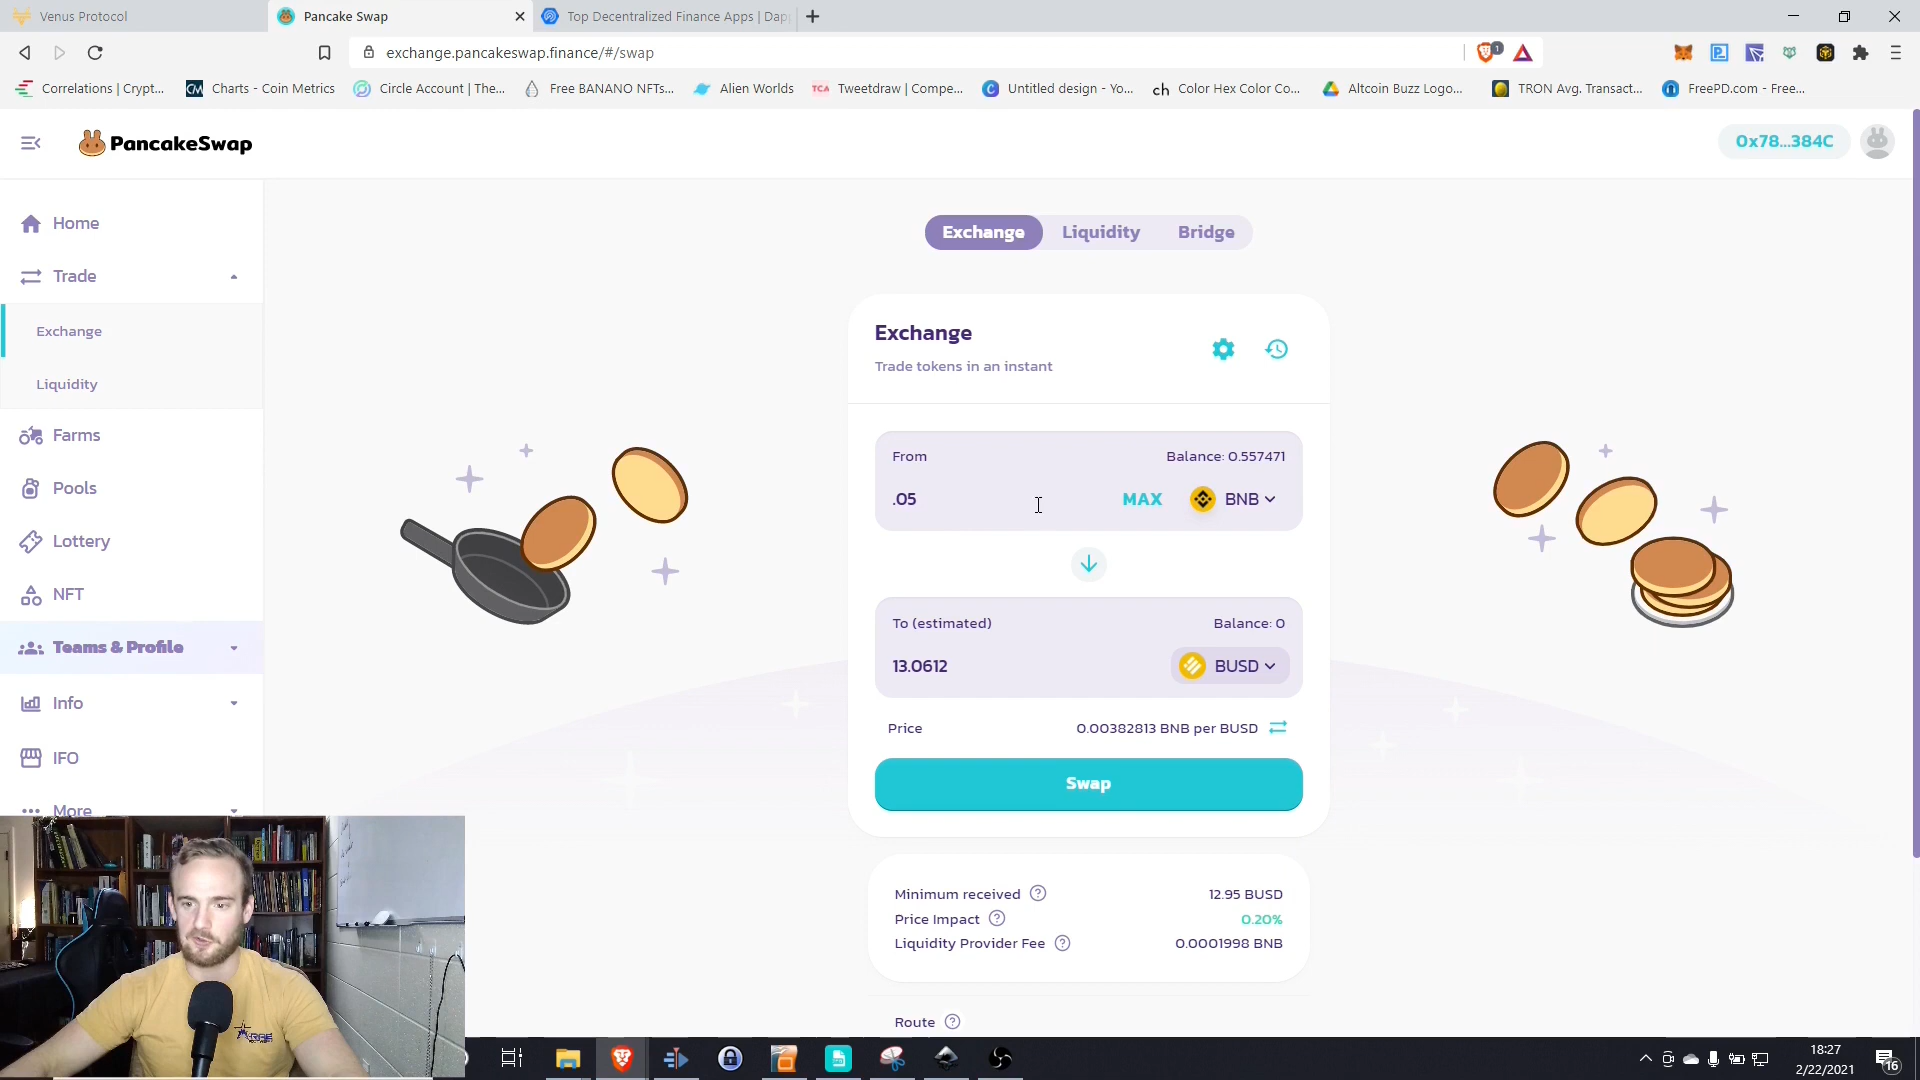 Venus Protocol
Pancake Swap
Top Decentralized Finance Apps | Dap
exchange.pancakeswap.finance/#/swap
1
Correlations | Crypt...
CM Charts - Coin Metrics
Circle Account | The...
Free BANANO NFTs...
Alien Worlds
TCA Tweetdraw | Compe...
C Untitled design - Yo...
ch Color Hex Color Co...
Altcoin Buzz Logo...
TRON Avg. Transact...
FreePD.com - Free...
PancakeSwap
0x78...384C
Home
Trade
Exchange
Liquidity
Farms
Pools
Lottery
NFT
Teams & Profile
Info
IFO
More
Exchange Liquidity Bridge
Exchange
Trade tokens in an instant
From Balance: 0.557471
.05 MAX BNB
To (estimated) Balance: 0
13.0612 BUSD
Price 0.00382813 BNB per BUSD
Swap
Minimum received ? 12.95 BUSD
Price Impact ? 0.20%
Liquidity Provider Fee ? 0.0001998 BNB
Route ?
18:27
2/22/2021
16